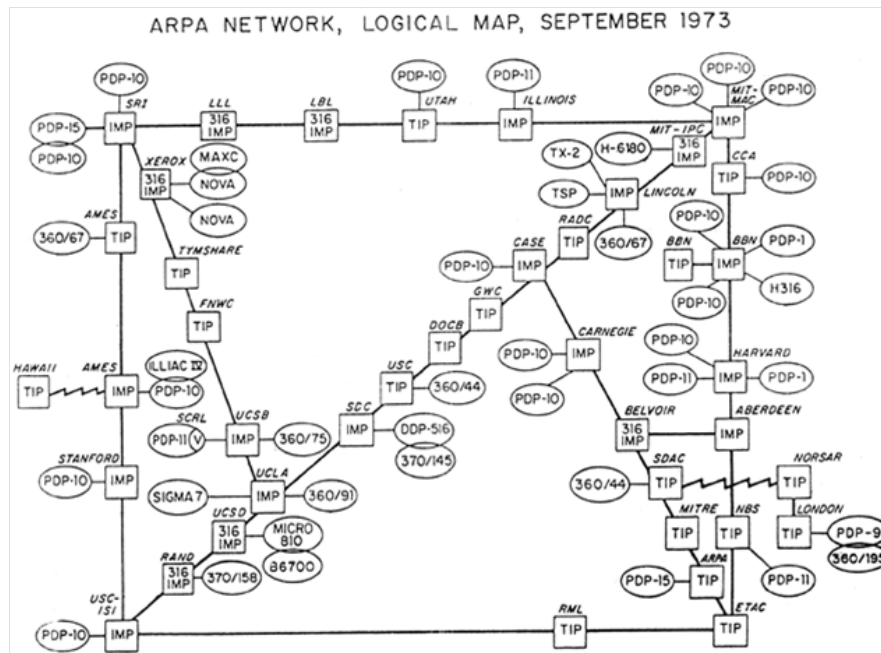 ARPA NETWORK, LOGICAL MAP, SEPTEMBER 1973
PDP-10
SRI
PDP-15
IMP
PDP-10
LLL
316
IMP
LBL
316
IMP
PDP-10
UTAH
TIP
PDP-11
ILLINOIS
IMP
PDP-10
PDP-10
MIT-
MAC
PDP-10
IMP
MIT-IPC
H-6180
316
IMP
XEROX
MAXC
316
IMP
NOVA
NOVA
TX-2
TSP
IMP
LINCOLN
360/67
CCA
TIP
PDP-10
AMES
360/67
TIP
TYMSHARE
TIP
RADC
TIP
CASE
PDP-10
IMP
PDP-10
BBN
TIP
BBN
IMP
PDP-1
PDP-10
H316
FNWC
TIP
GWC
TIP
DOCB
TIP
CARNEGIE
PDP-10
IMP
PDP-10
PDP-10
HARVARD
PDP-11
IMP
PDP-1
HAWAII
TIP
AMES
IMP
ILLIAC IV
PDP-10
USC
TIP
360/44
SCRL
PDP-11
V
UCSB
IMP
360/75
SDC
IMP
DDP-516
370/145
BELVOIR
316
IMP
ABERDEEN
IMP
STANFORD
PDP-10
IMP
SIGMA 7
UCLA
IMP
360/91
360/44
SDAC
TIP
NORSAR
TIP
UCSD
316
IMP
MICRO
810
B6700
MITRE
TIP
NBS
TIP
PDP-11
LONDON
TIP
PDP-9
360/195
RAND
316
IMP
370/158
PDP-15
ARPA
TIP
USC-
ISI
PDP-10
IMP
RML
TIP
ETAC
TIP